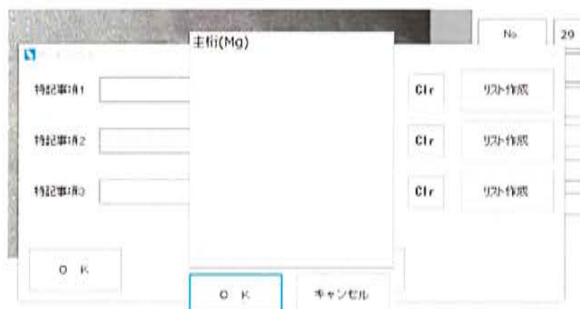 主桁(Mg)
No
29
特記事項1
Clr
リスト作成
特記事項2
Clr
リスト作成
特記事項3
Clr
リスト作成
O K
O K
キャンセル